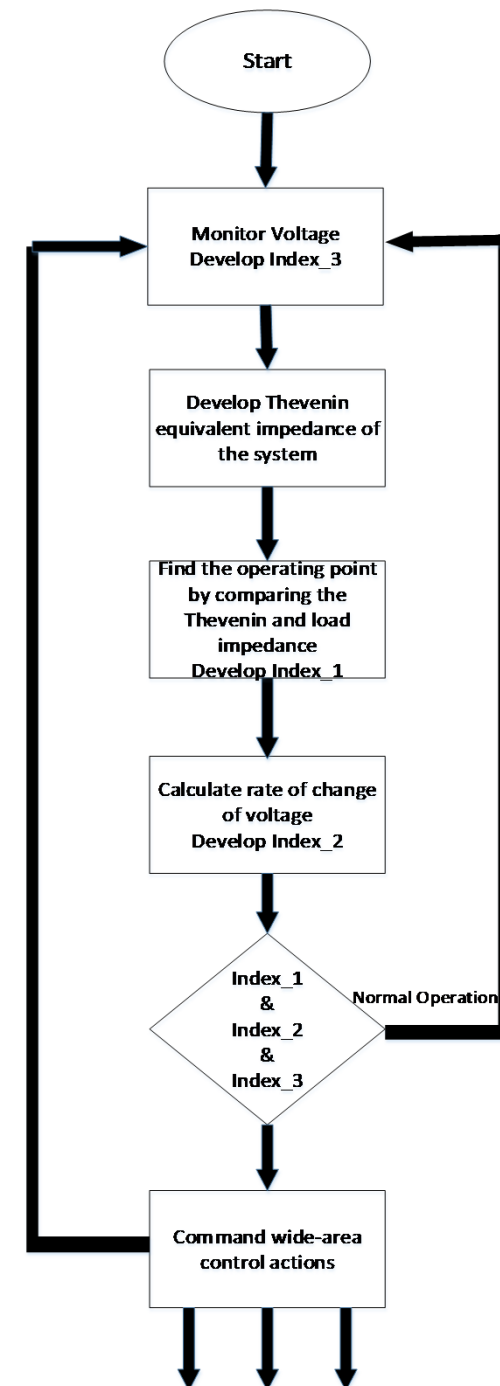 Start
Monitor Voltage
Develop Index_3
Develop Thevenin
equivalent impedance of
the system
Find the operating point
by comparing the
Thevenin and load
impedance
Develop Index_1
Calculate rate of change
of voltage
Develop Index_2
Index_1
&
Index_2
&
Index_3
Normal Operation
Command wide-area
control actions